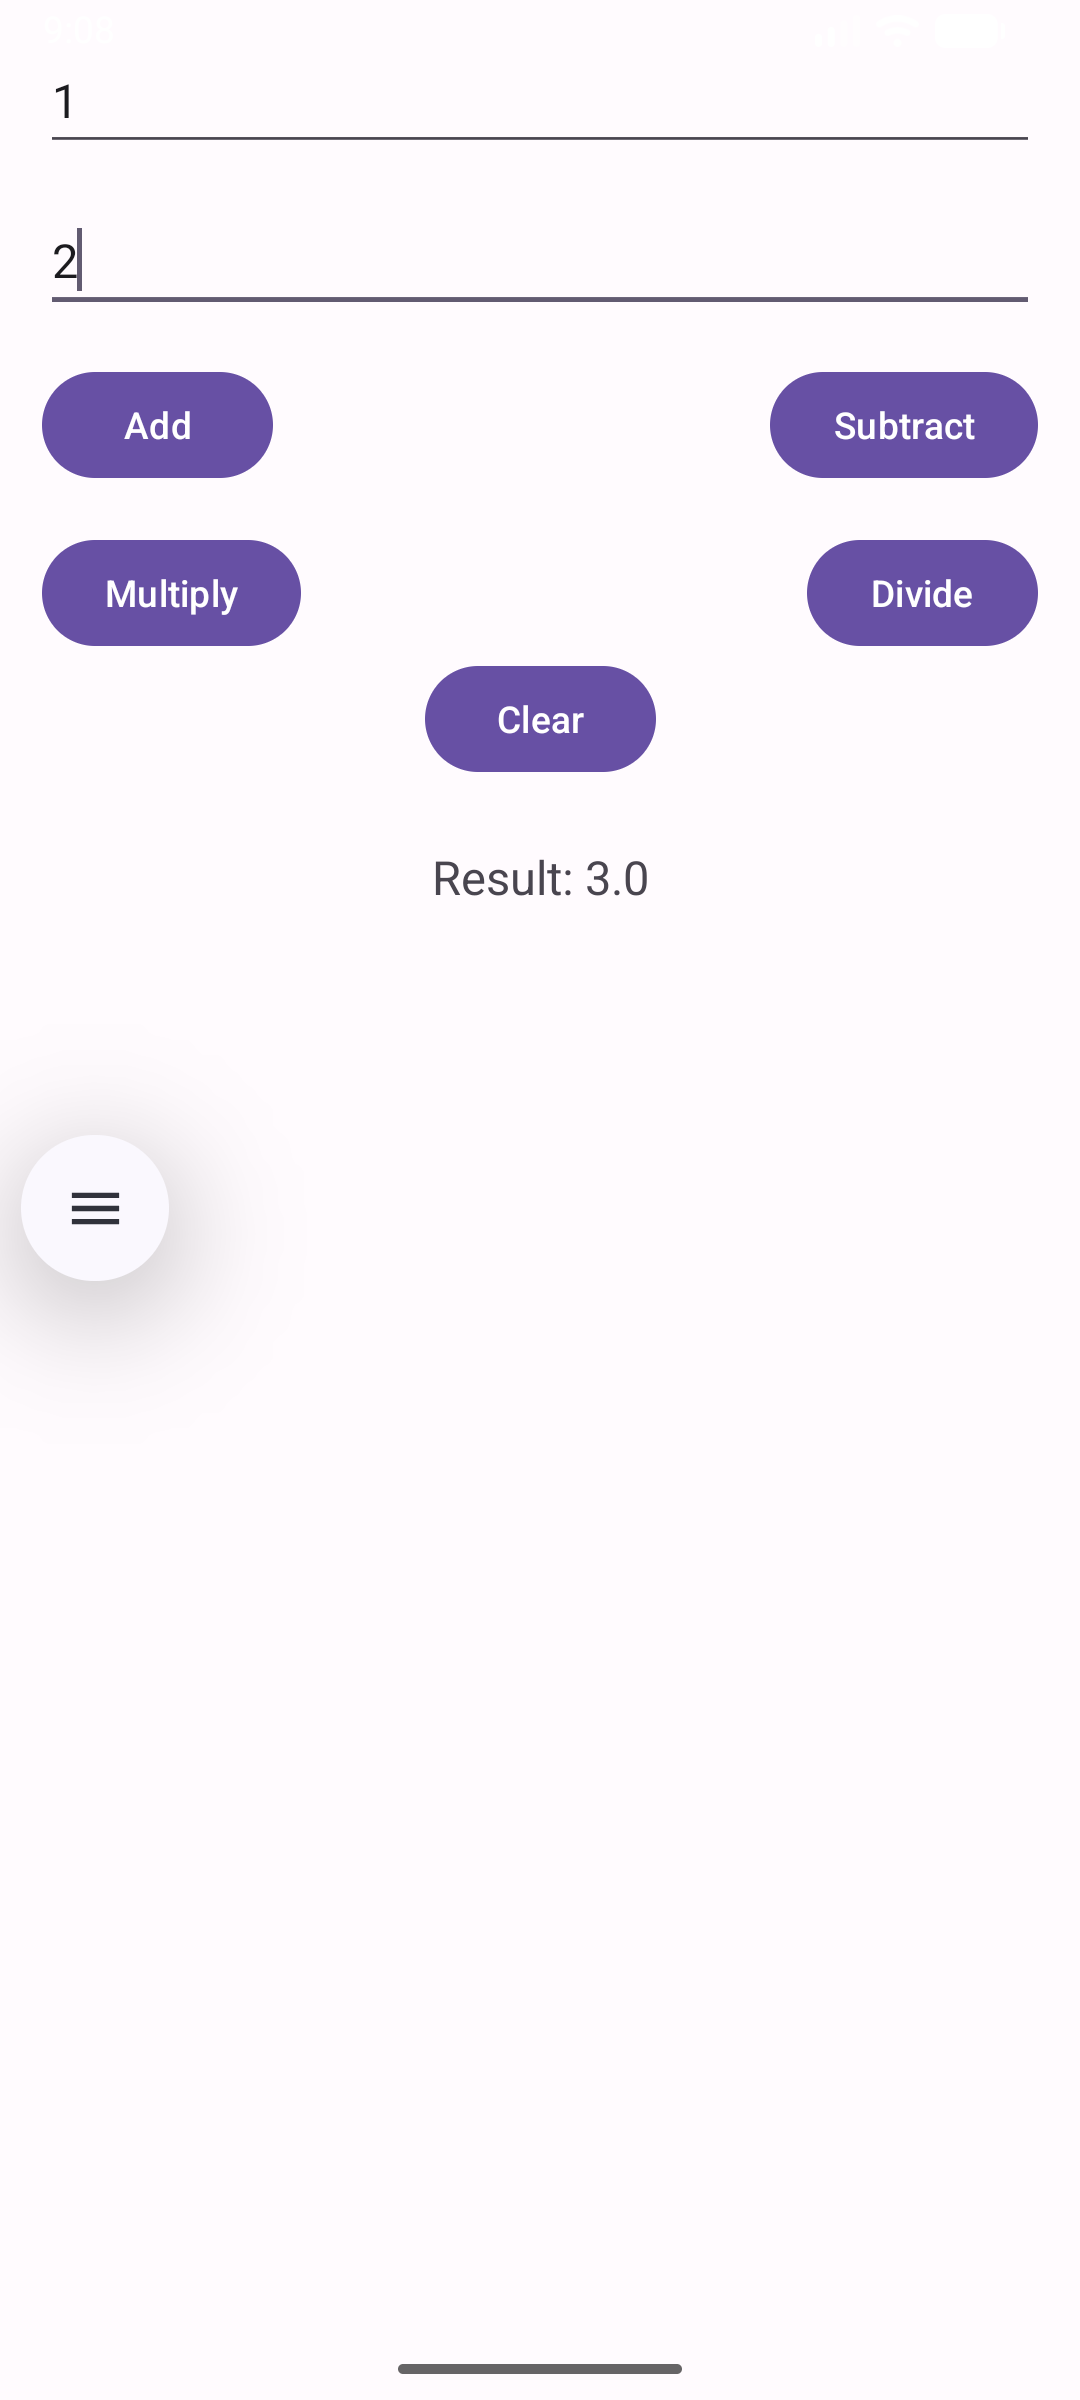 1
2
Add
Subtract
Multiply
Divide
Clear
Result: 3.0